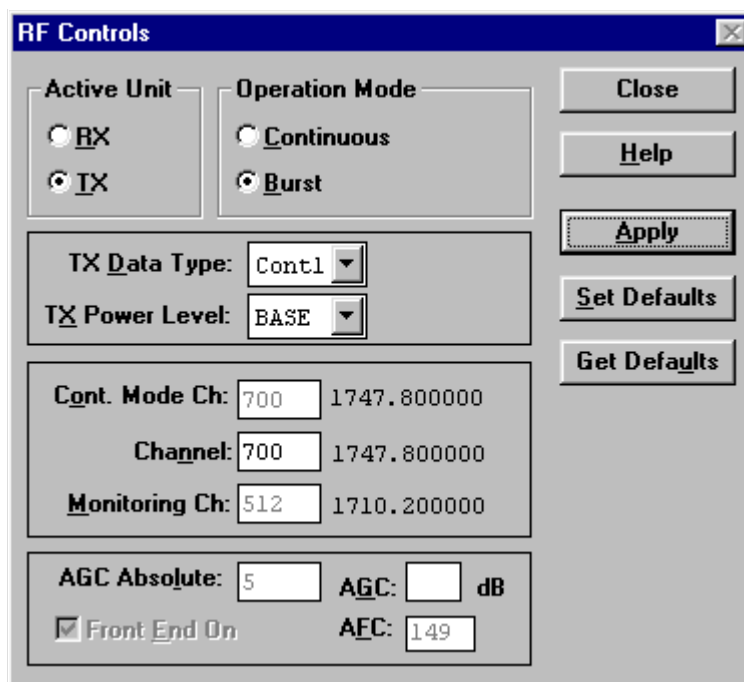 RF Controls
Active Unit
RX
TX
Operation Mode
Continuous
Burst
Close
Help
Apply
Set Defaults
Get Defaults
TX Data Type: Cont1
TX Power Level: BASE
Cont. Mode Ch: 700 1747.800000
Channel: 700 1747.800000
Monitoring Ch: 512 1710.200000
AGC Absolute: 5 AGC: dB
Front End On AFC: 149